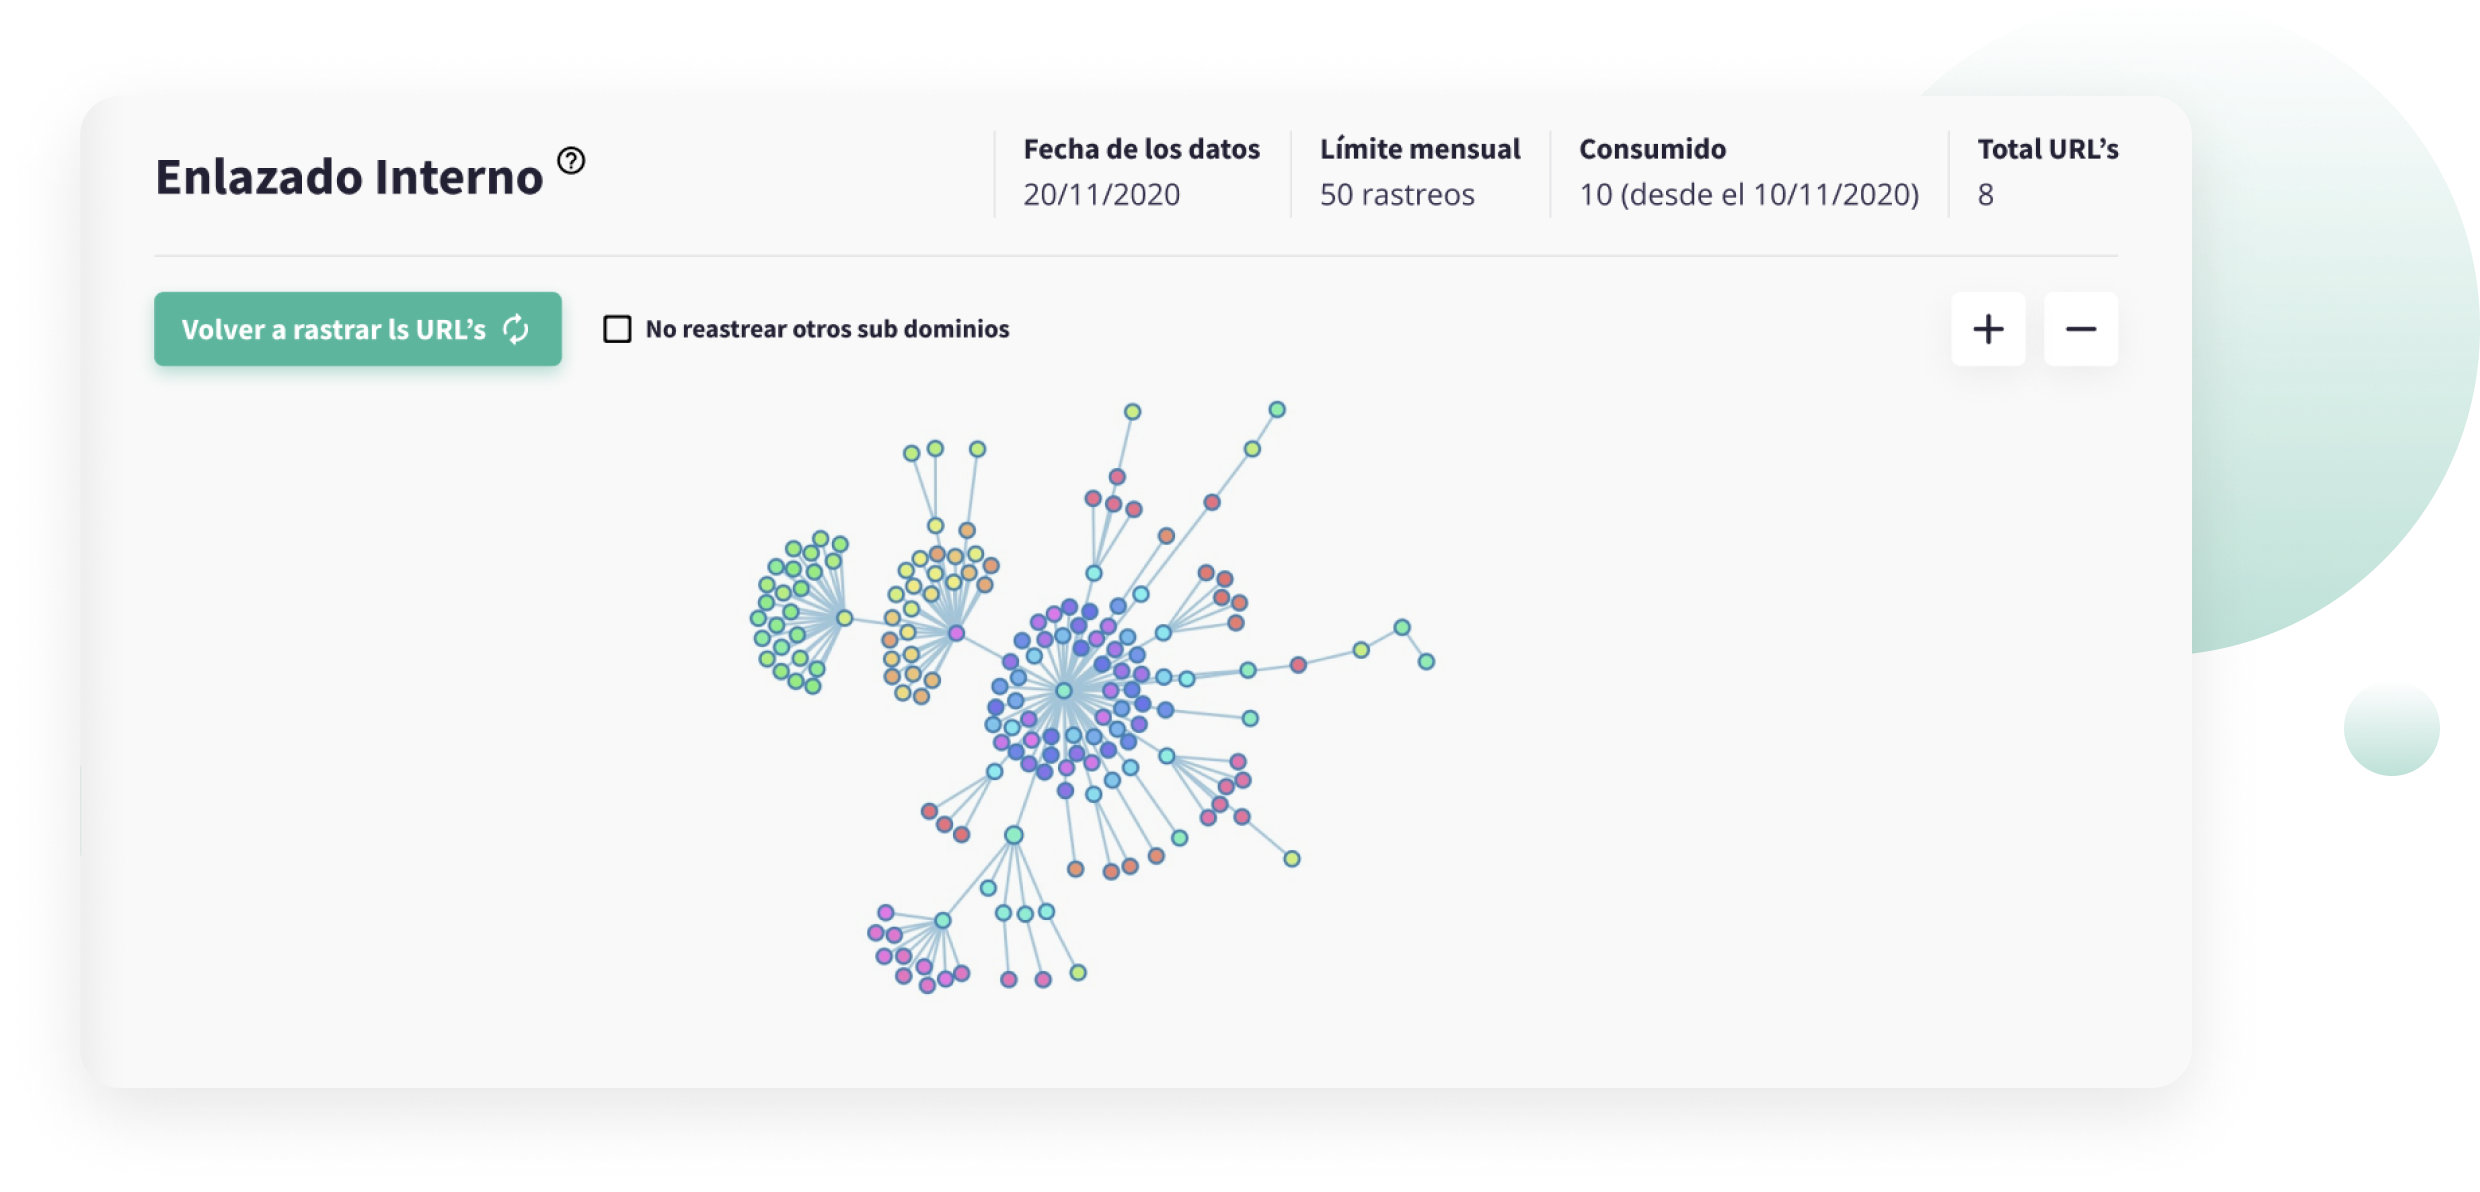 Enlazado Interno
Fecha de los datos
20/11/2020
Límite mensual
50 rastreos
Consumido
10 (desde el 10/11/2020)
Total URL’s
8
Volver a rastrar ls URL’s
No reastrear otros sub dominios